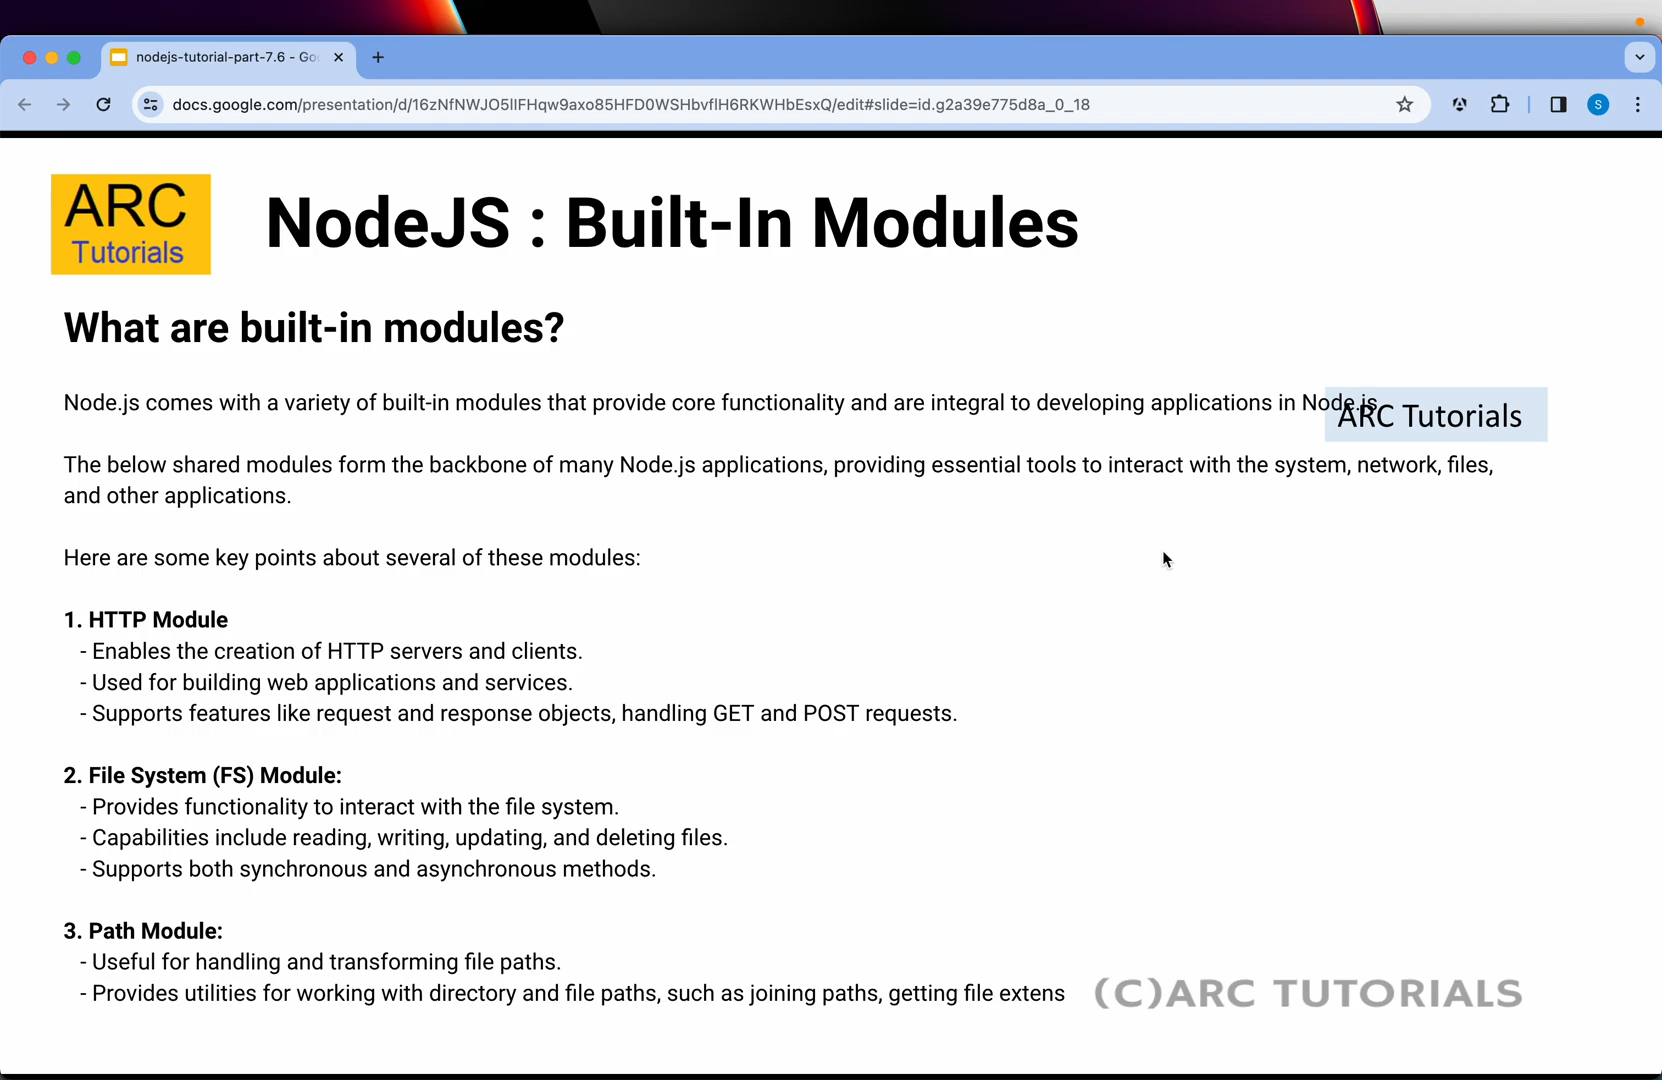 nodejs-tutorial-part-7.6 - Goo
docs.google.com/presentation/d/16zNfNWJO5lIFHqw9axo85HFD0WSHbvflH6RKWHbEsxQ/edit#slide=id.g2a39e775d8a_0_18
S
ARC
Tutorials
NodeJS : Built-In Modules
What are built-in modules?
Node.js comes with a variety of built-in modules that provide core functionality and are integral to developing applications in Node.js
ARC Tutorials
The below shared modules form the backbone of many Node.js applications, providing essential tools to interact with the system, network, files,
and other applications.
Here are some key points about several of these modules:
1. HTTP Module
- Enables the creation of HTTP servers and clients.
- Used for building web applications and services.
- Supports features like request and response objects, handling GET and POST requests.
2. File System (FS) Module:
- Provides functionality to interact with the file system.
- Capabilities include reading, writing, updating, and deleting files.
- Supports both synchronous and asynchronous methods.
3. Path Module:
- Useful for handling and transforming file paths.
- Provides utilities for working with directory and file paths, such as joining paths, getting file extens
(C)ARC TUTORIALS